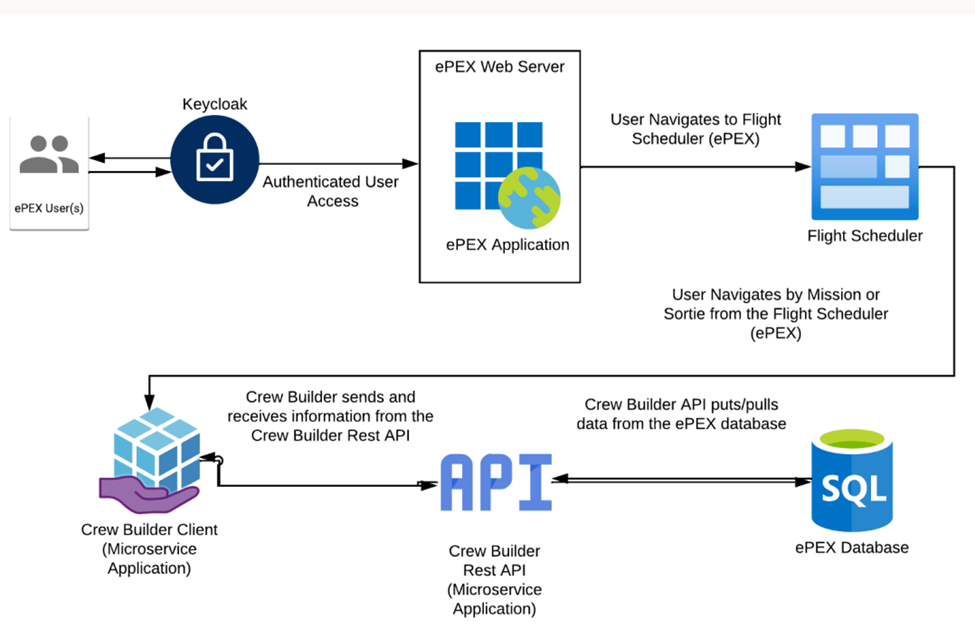 Keycloak
ePEX User(s)
Authenticated User
Access
ePEX Web Server
ePEX Application
User Navigates to Flight
Scheduler (ePEX)
Flight Scheduler
User Navigates by Mission or
Sortie from the Flight Scheduler
(ePEX)
Crew Builder sends and
receives information from the
Crew Builder Rest API
Crew Builder API puts/pulls
data from the ePEX database
Crew Builder Client
(Microservice
Application)
API
Crew Builder
Rest API
(Microservice
Application)
SQL
ePEX Database